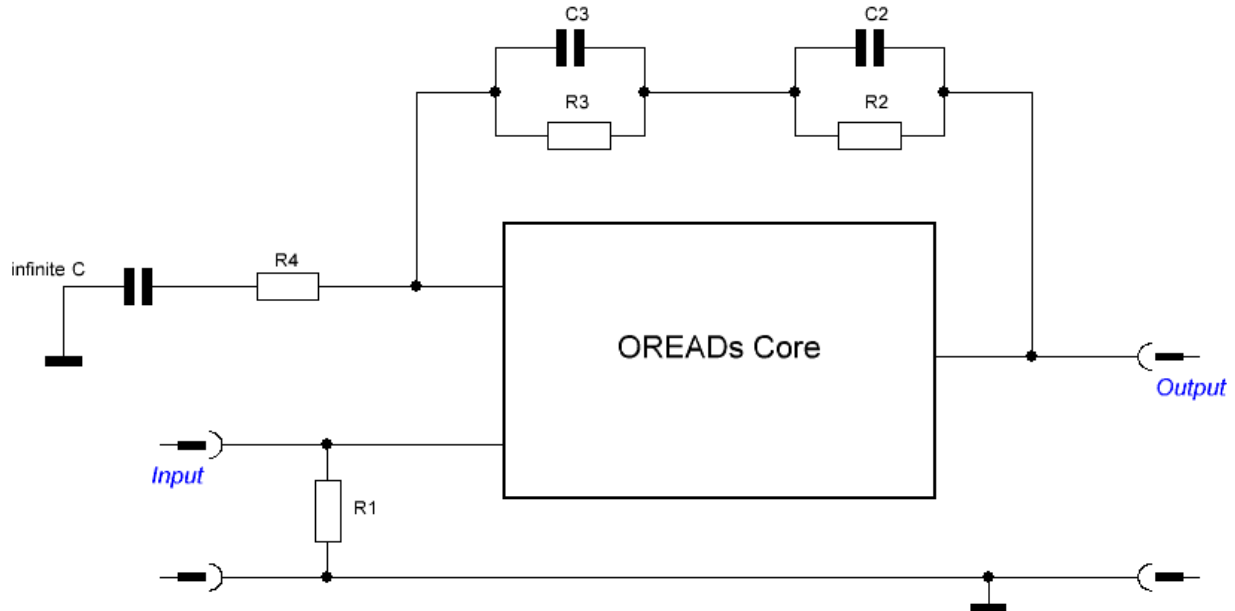 C3
C2
R3
R2
infinite C
R4
OREADs Core
Output
Input
R1